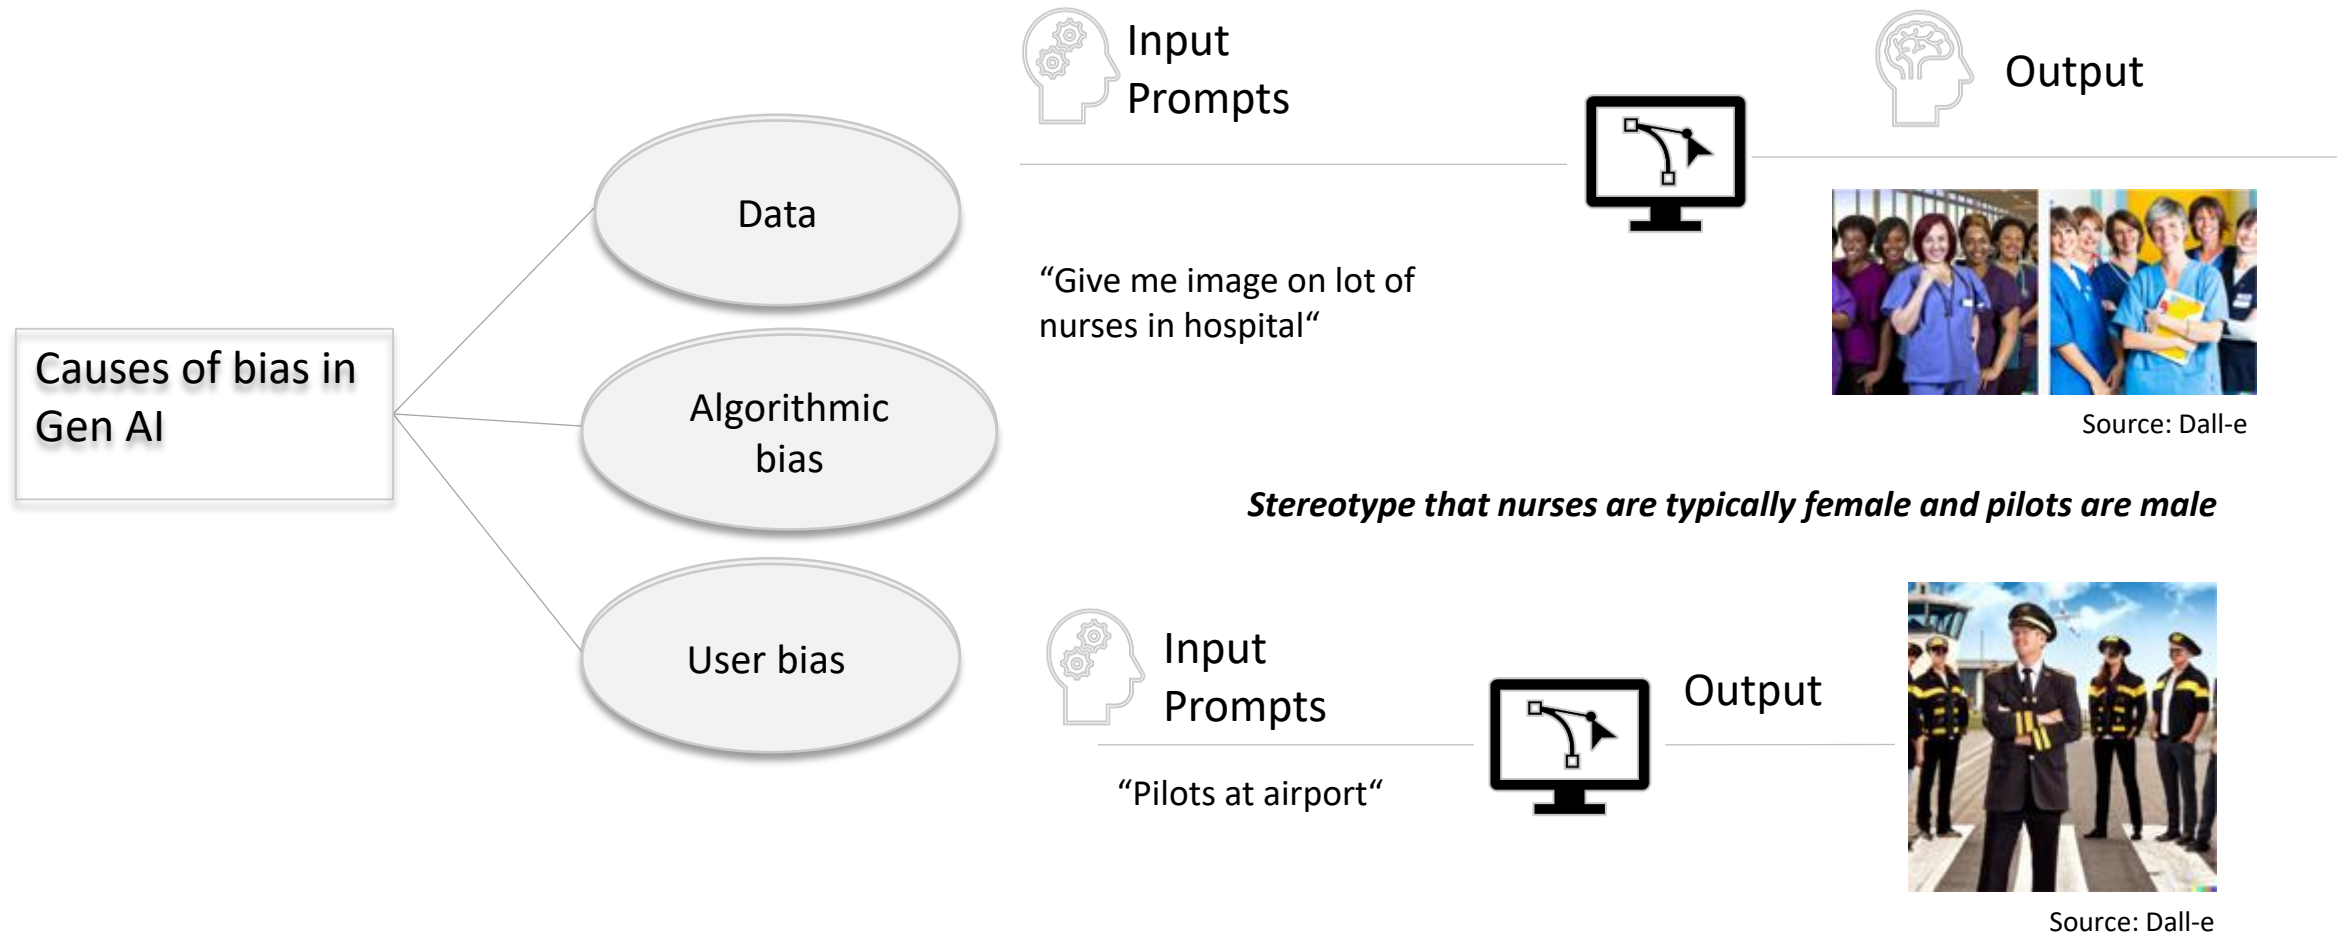 Causes of bias in
Gen AI
Data
Algorithmic
bias
User bias
Input
Prompts
Output
“Give me image on lot of
nurses in hospital“
Source: Dall-e
Stereotype that nurses are typically female and pilots are male
Input
Prompts
Output
“Pilots at airport“
Source: Dall-e